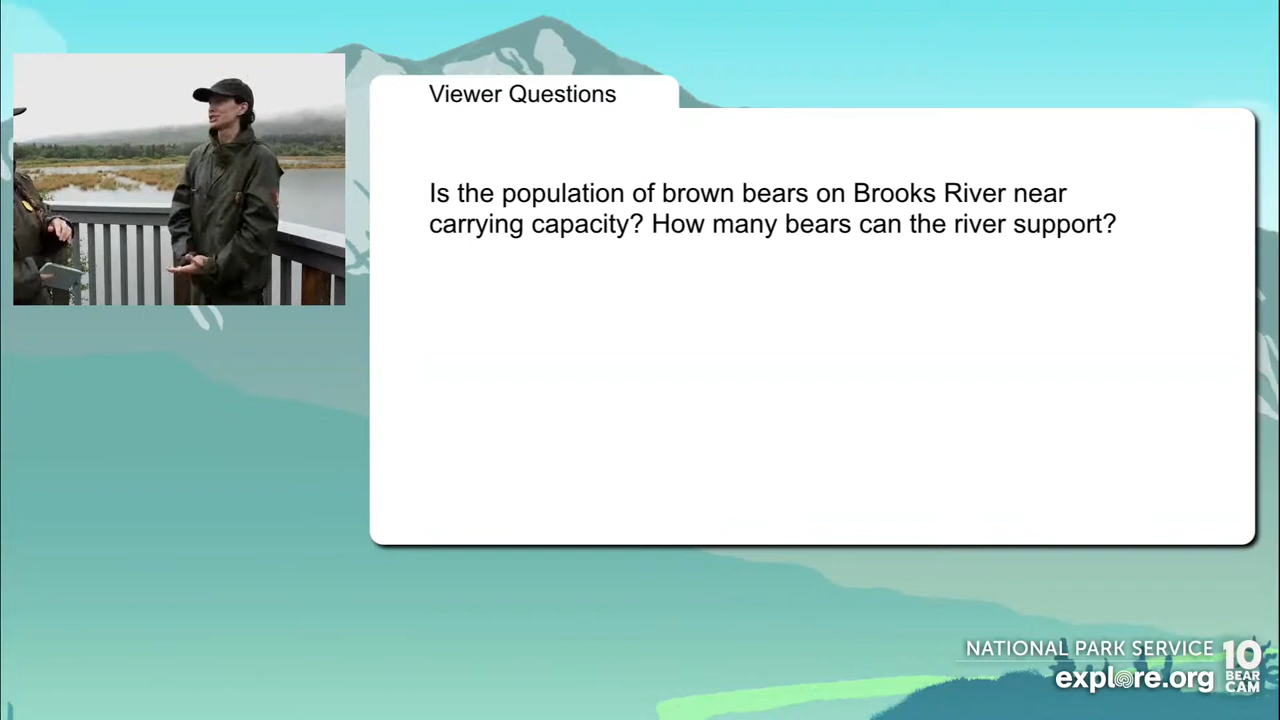 Viewer Questions
Is the population of brown bears on Brooks River near
carrying capacity? How many bears can the river support?
NATIONAL PARK SERVICE
explore.org
10
BEAR
CAM